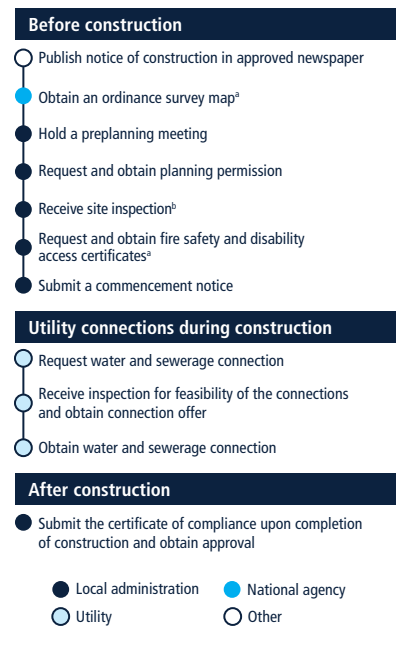 Before construction
Publish notice of construction in approved newspaper
Obtain an ordinance survey mapᵃ
Hold a preplanning meeting
Request and obtain planning permission
Receive site inspectionᵇ
Request and obtain fire safety and disability
access certificatesᵃ
Submit a commencement notice
Utility connections during construction
Request water and sewerage connection
Receive inspection for feasibility of the connections
and obtain connection offer
Obtain water and sewerage connection
After construction
Submit the certificate of compliance upon completion
of construction and obtain approval
Local administration
National agency
Utility
Other